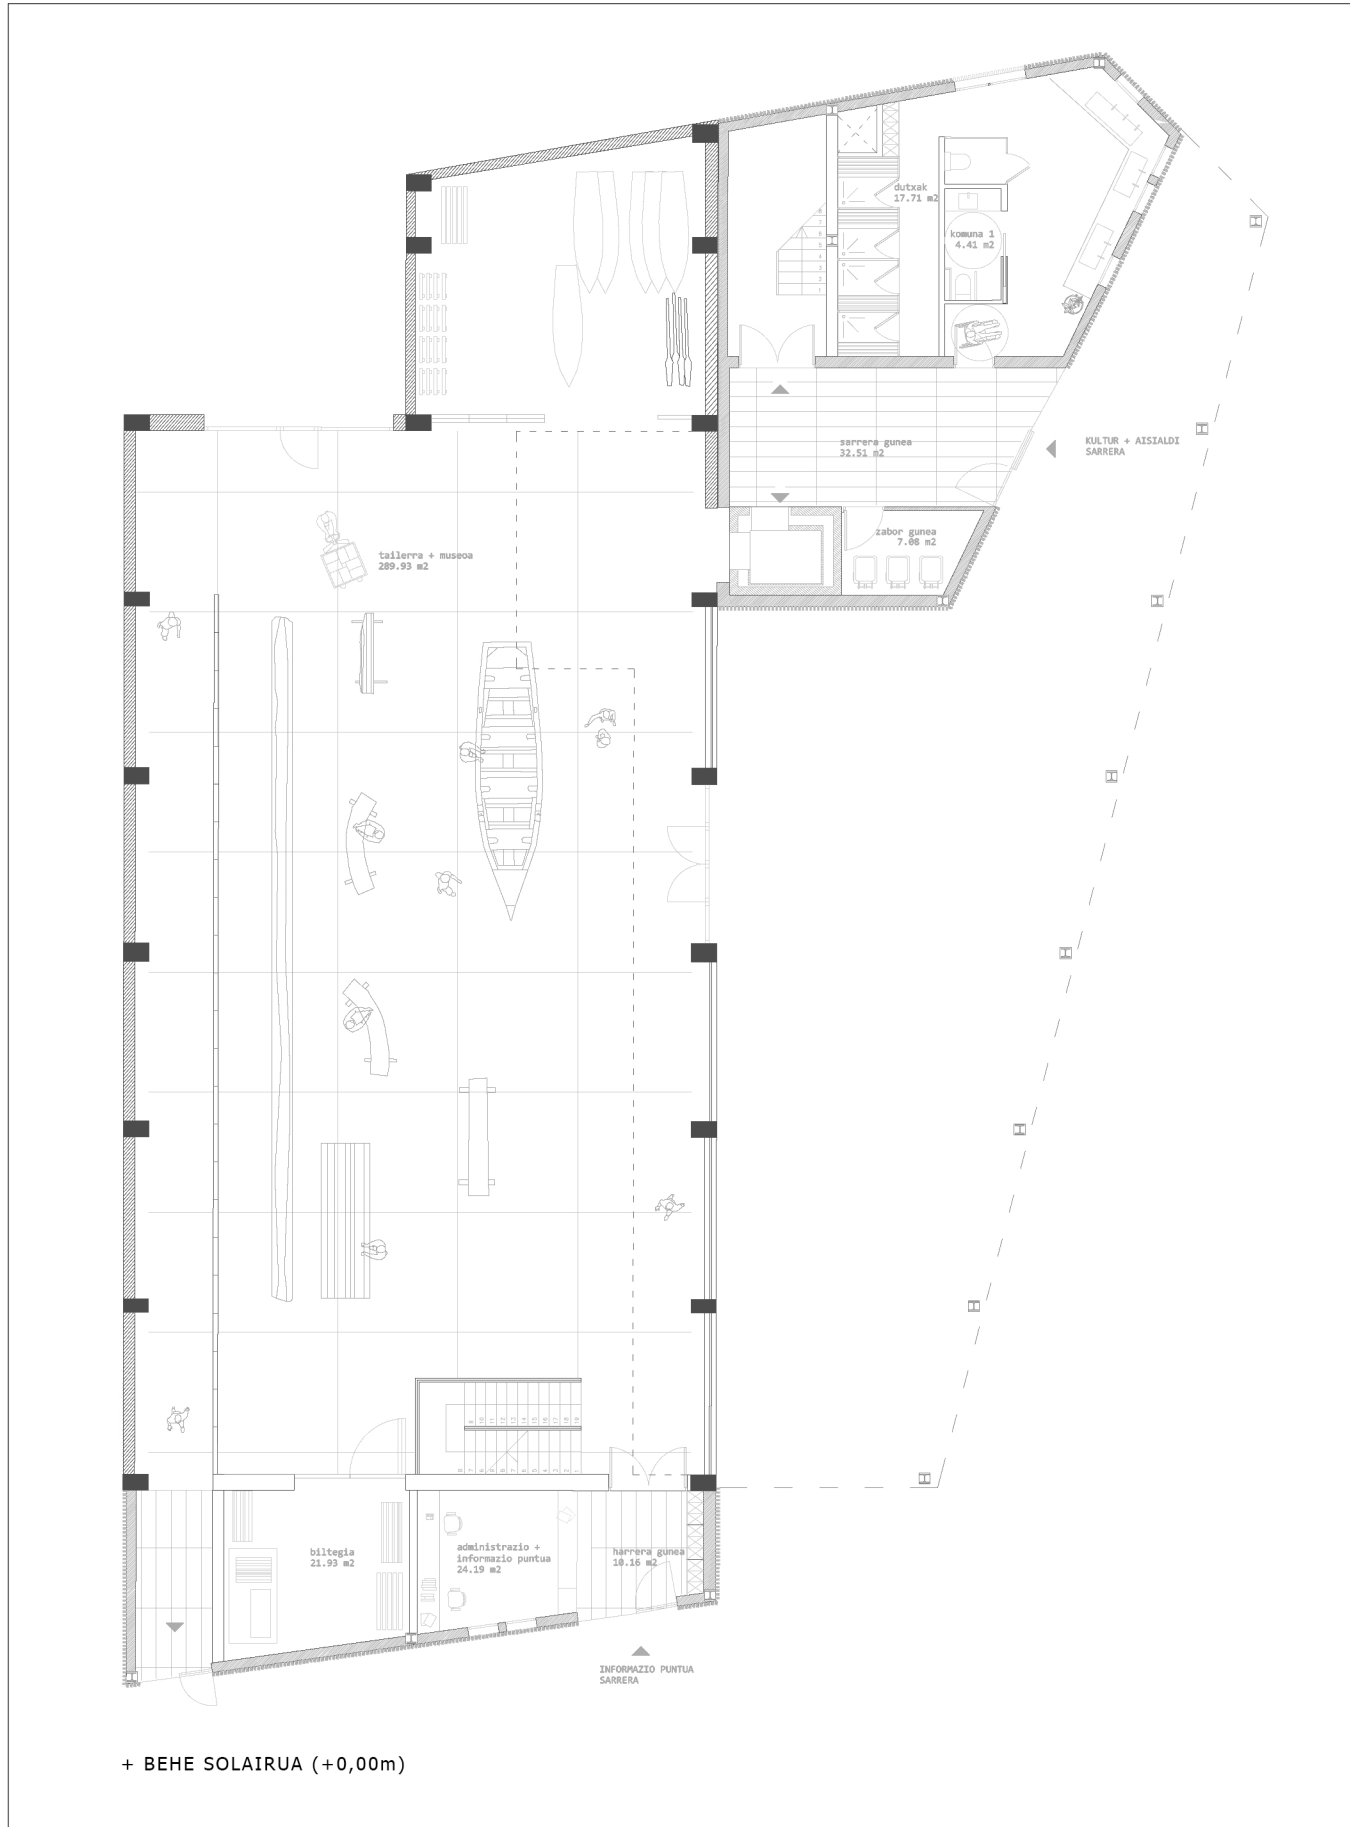 dutxak
17.71 m2
komuna 1
4.41 m2
sarrera gunea
32.51 m2
KULTUR + AISIALDI
SARRERA
zabor gunea
7.08 m2
tailerra + museoa
289.93 m2
biltegia
21.93 m2
administrazio +
informazio puntua
24.19 m2
harrera gunea
10.16 m2
INFORMAZIO PUNTUA
SARRERA
+ BEHE SOLAIRUA (+0,00m)